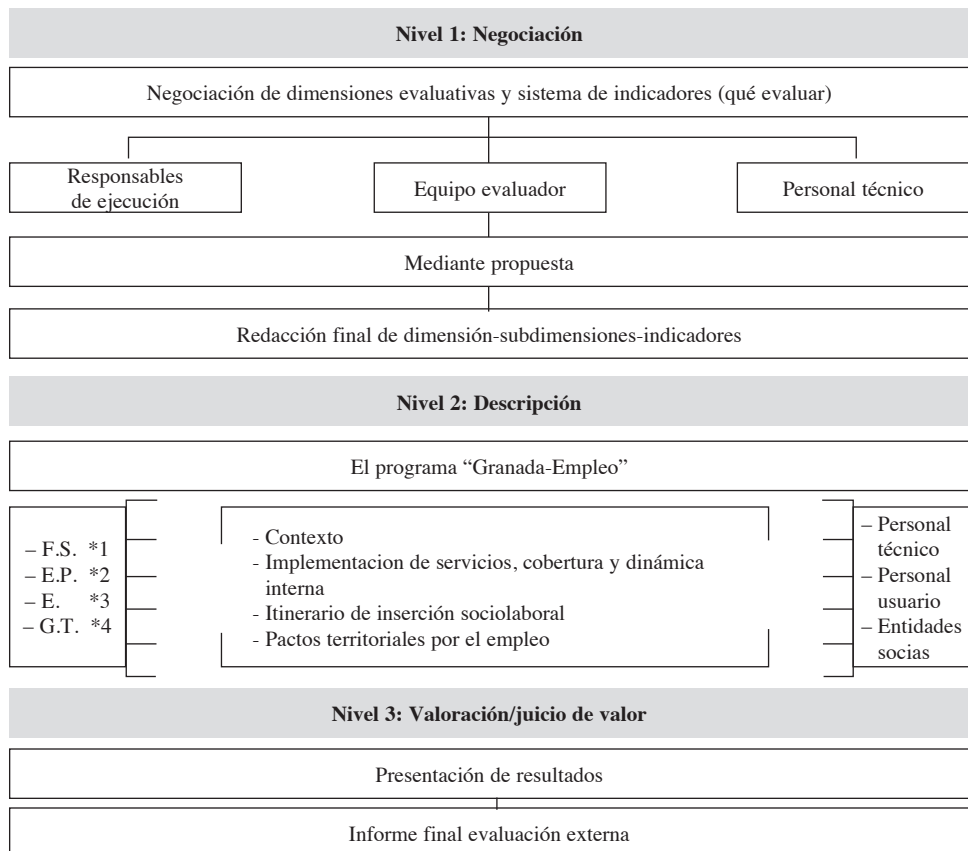 Nivel 1: Negociación
Negociación de dimensiones evaluativas y sistema de indicadores (qué evaluar)
Responsables
de ejecución
Equipo evaluador
Personal técnico
Mediante propuesta
Redacción final de dimensión-subdimensiones-indicadores
Nivel 2: Descripción
El programa “Granada-Empleo”
– F.S. *1
– E.P. *2
– E. *3
– G.T. *4
- Contexto
- Implementacion de servicios, cobertura y dinámica
interna
- Itinerario de inserción sociolaboral
- Pactos territoriales por el empleo
– Personal
técnico
– Personal
usuario
– Entidades
socias
Nivel 3: Valoración/juicio de valor
Presentación de resultados
Informe final evaluación externa